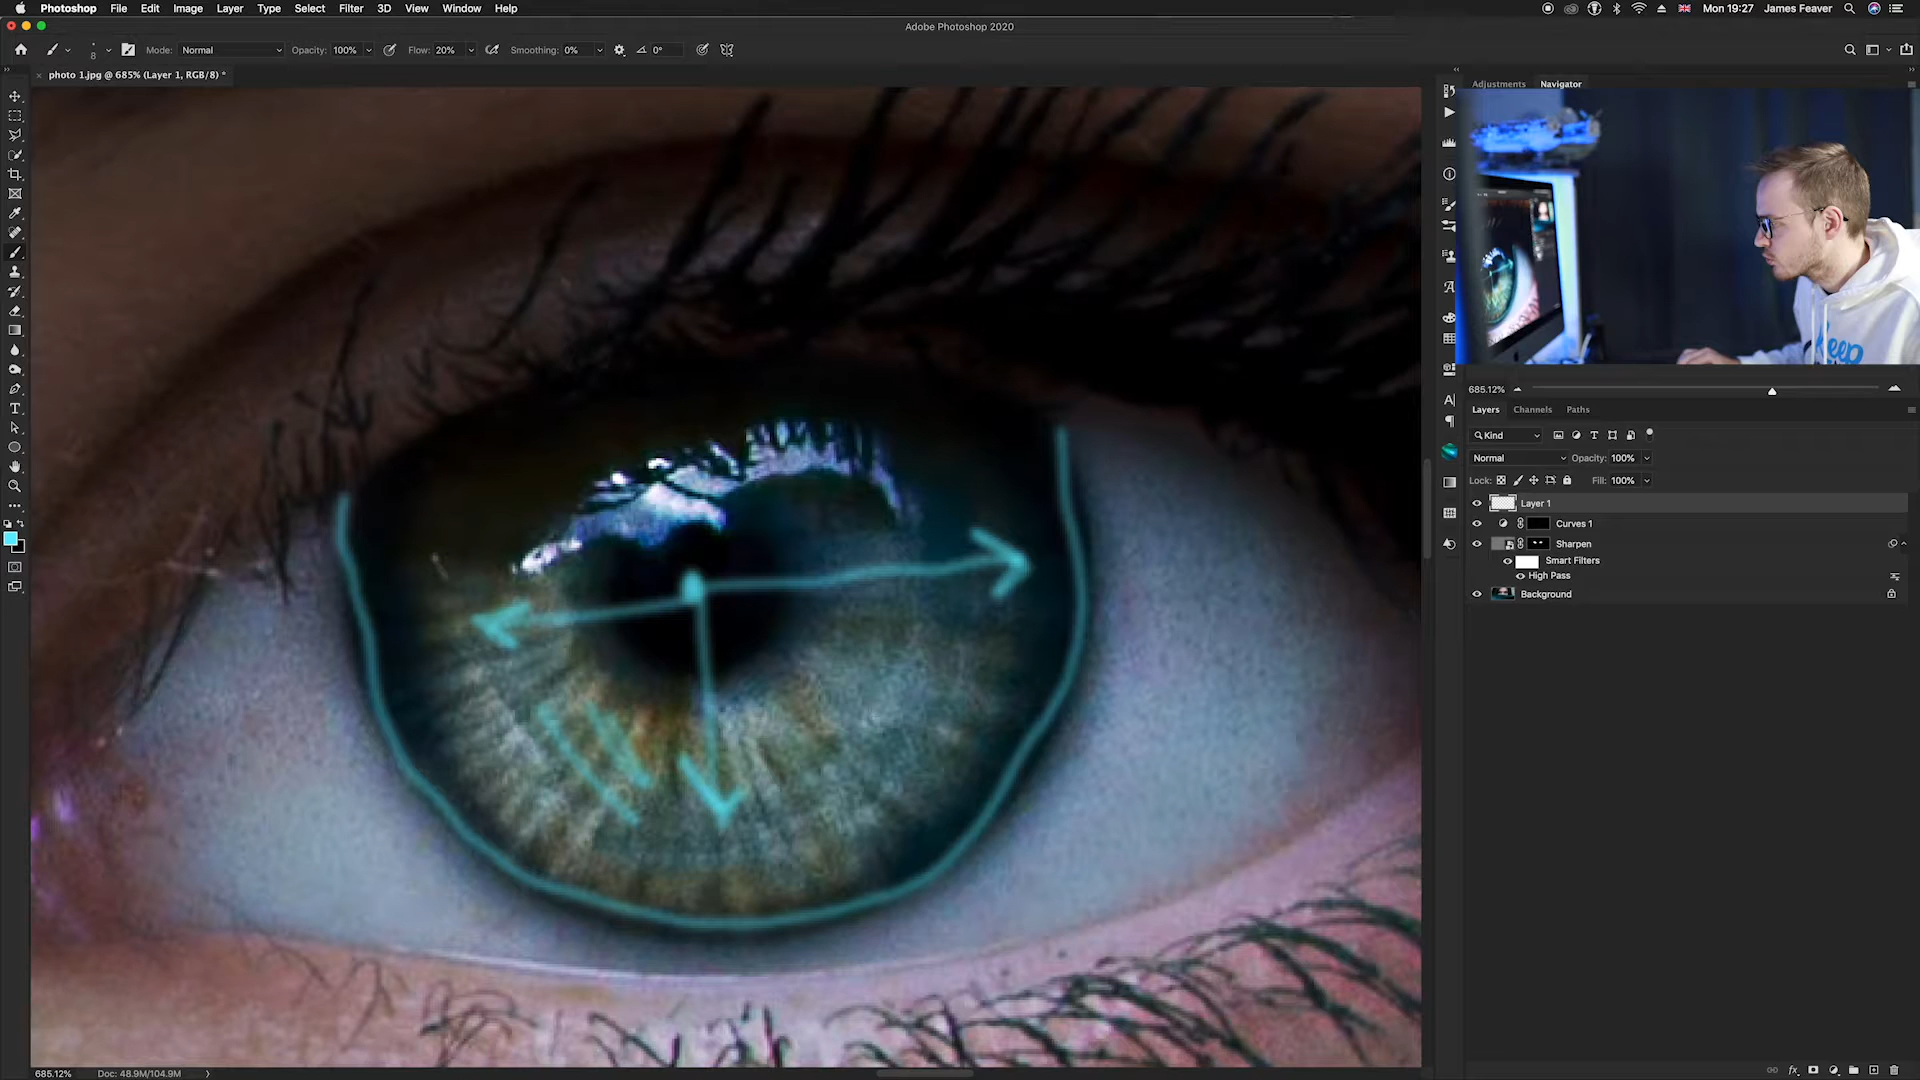 Photoshop File Edit Image Layer Type Select Filter 3D View Window Help
Mon 19:27 James Feaver
Adobe Photoshop 2020
8 Mode: Normal Opacity: 100% Flow: 20% Smoothing: 0% 0°
photo 1.jpg @ 685% (Layer 1, RGB/8) *
Adjustments Navigator
keep
685.12%
Layers Channels Paths
Kind
Normal Opacity: 100%
Lock: Fill: 100%
Layer 1
Curves 1
Sharpen
Smart Filters
High Pass
Background
685.12% Doc: 48.9M/104.9M